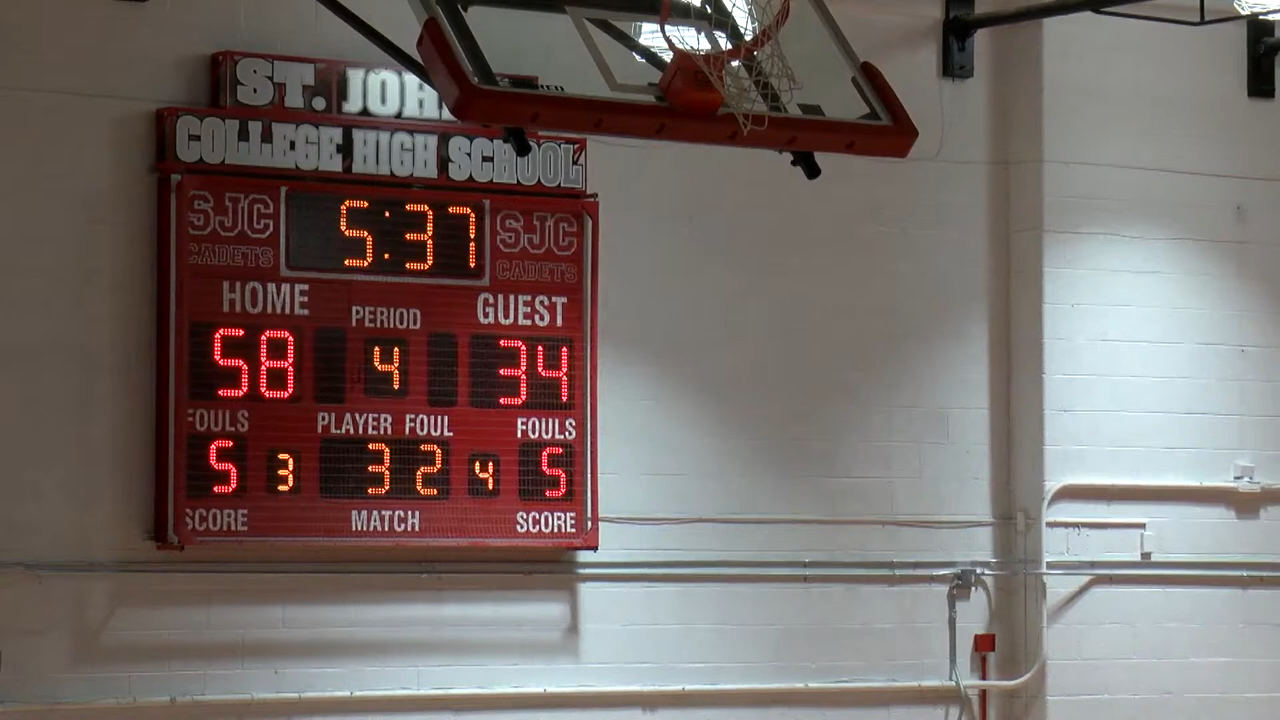 ST. JOH
COLLEGE HIGH SCHOOL
SJC 5:37 SJC
CADETS CADETS
HOME PERIOD GUEST
58 4 34
FOULS PLAYER FOUL FOULS
5 3 32 4 5
SCORE MATCH SCORE